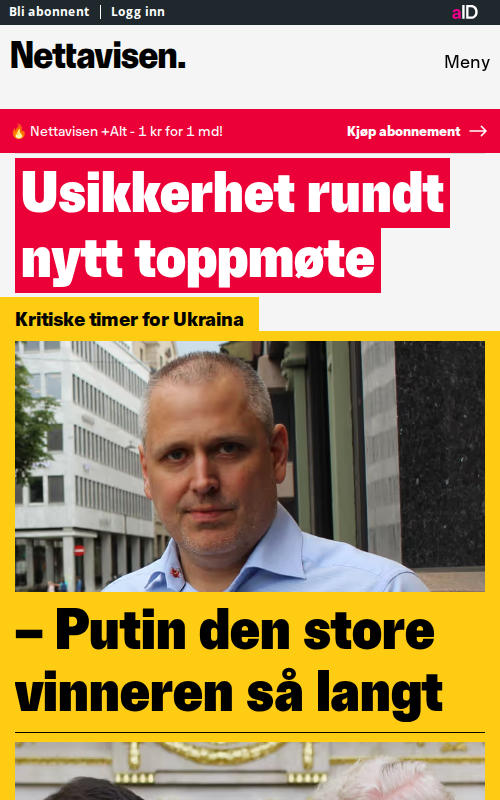 Bli abonnent | Logg inn
aID
Nettavisen.
Meny
🔥 Nettavisen +Alt - 1 kr for 1 md!
Kjøp abonnement →
Usikkerhet rundt
nytt toppmøte
Kritiske timer for Ukraina
– Putin den store
vinneren så langt